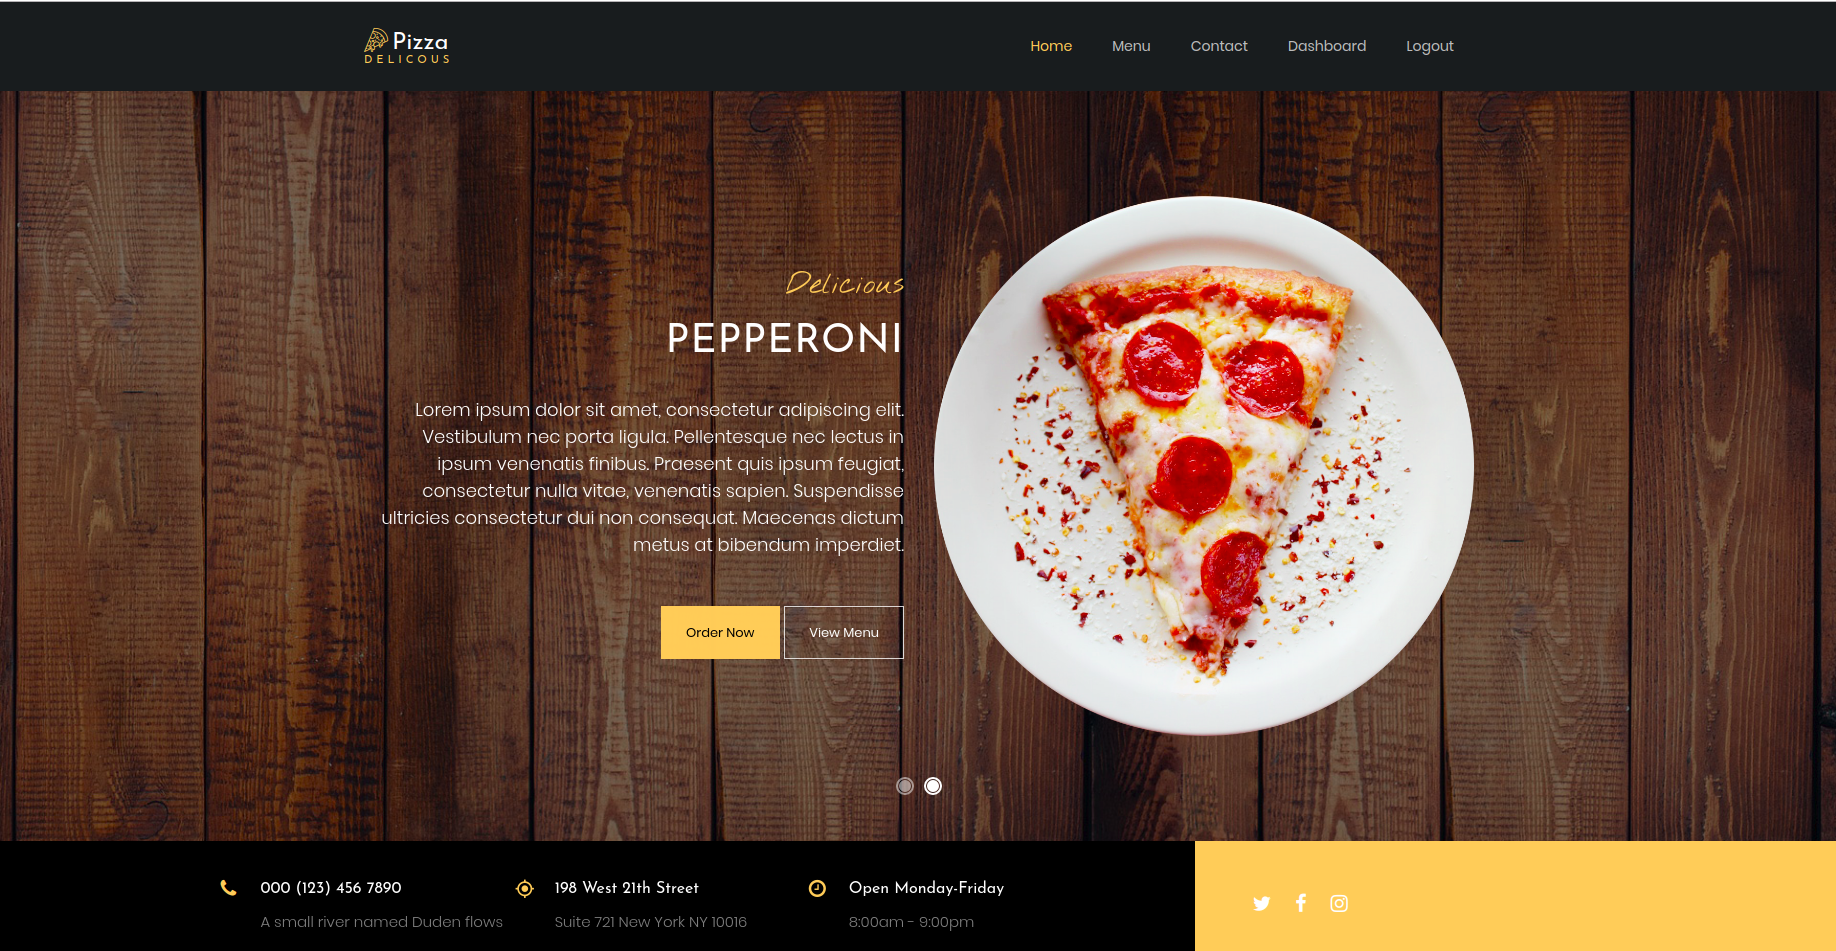 Pizza
DELICOUS
Home Menu Contact Dashboard Logout
Delicious
PEPPERONI
Lorem ipsum dolor sit amet, consectetur adipiscing elit.
Vestibulum nec porta ligula. Pellentesque nec lectus in
ipsum venenatis finibus. Praesent quis ipsum feugiat,
consectetur nulla vitae, venenatis sapien. Suspendisse
ultricies consectetur dui non consequat. Maecenas dictum
metus at bibendum imperdiet.
Order Now View Menu
000 (123) 456 7890
A small river named Duden flows
198 West 21th Street
Suite 721 New York NY 10016
Open Monday-Friday
8:00am - 9:00pm